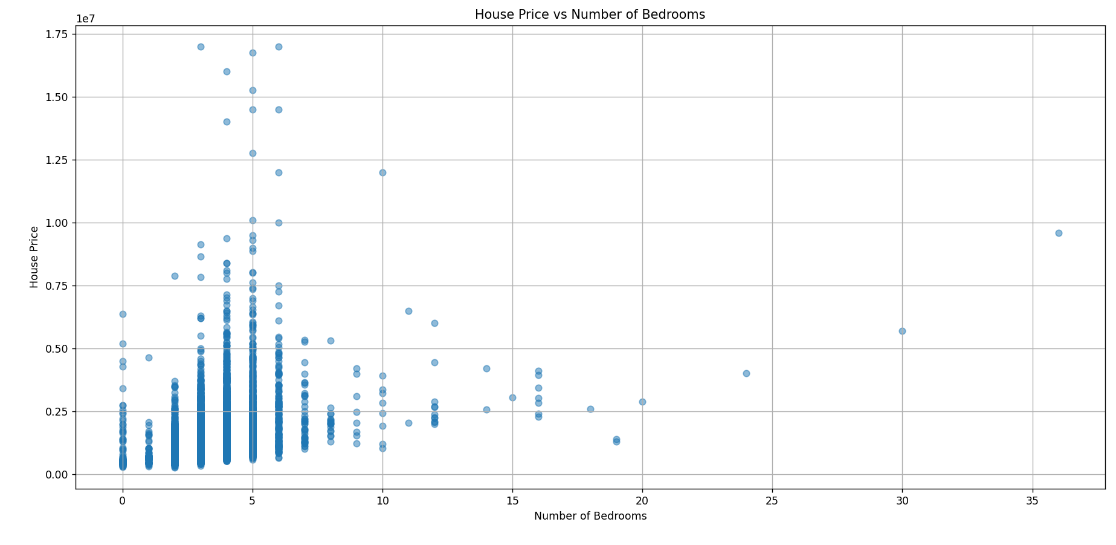 House Price vs Number of Bedrooms
1e7
1.75
1.50
1.25
1.00
0.75
0.50
0.25
0.00
House Price
0 5 10 15 20 25 30 35
Number of Bedrooms